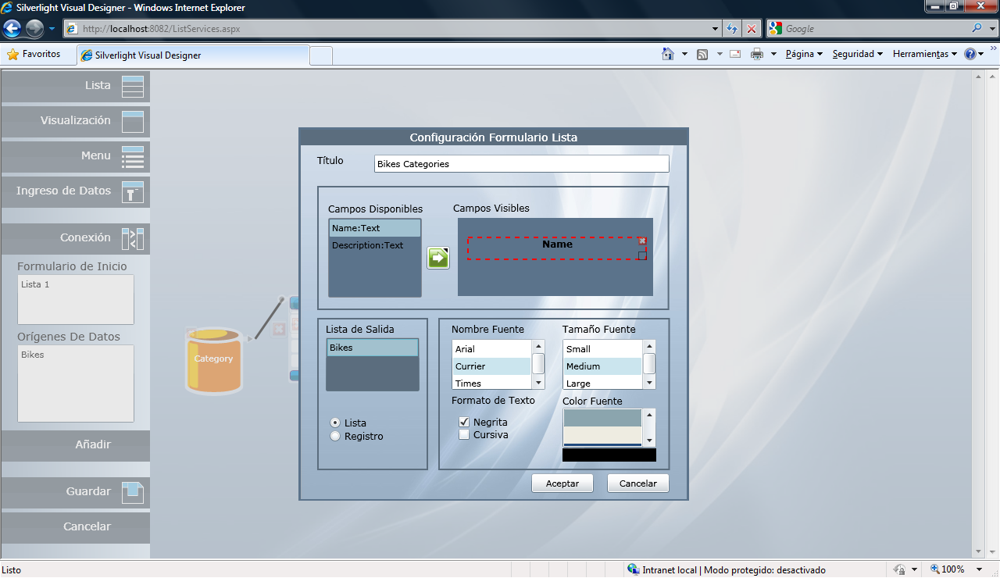 Silverlight Visual Designer - Windows Internet Explorer
http://localhost:8082/ListServices.aspx
Google
Favoritos
Silverlight Visual Designer
Página
Seguridad
Herramientas
Lista
Visualización
Menu
Ingreso de Datos
Conexión
Formulario de Inicio
Lista 1
Orígenes De Datos
Bikes
Añadir
Guardar
Cancelar
Category
Configuración Formulario Lista
Título
Bikes Categories
Campos Disponibles
Campos Visibles
Name:Text
Description:Text
Name
Lista de Salida
Bikes
Lista
Registro
Nombre Fuente
Tamaño Fuente
Arial
Currier
Times
Small
Medium
Large
Formato de Texto
Negrita
Cursiva
Color Fuente
Aceptar
Cancelar
Listo
Intranet local | Modo protegido: desactivado
100%